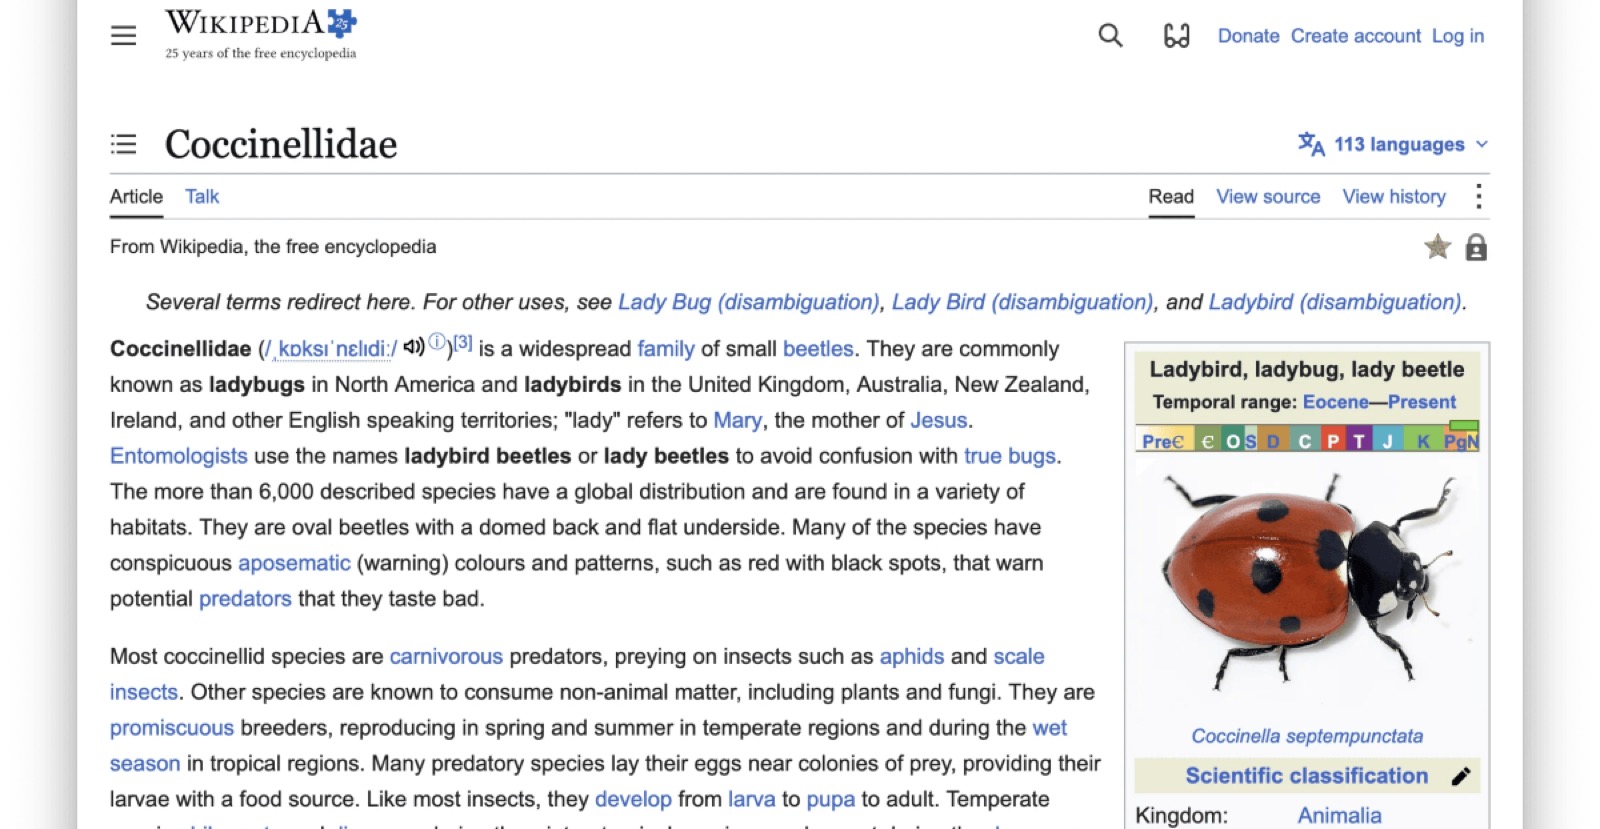 WIKIPEDIA 25
25 years of the free encyclopedia
Donate Create account Log in
Coccinellidae
113 languages
Article Talk
Read View source View history
From Wikipedia, the free encyclopedia
Several terms redirect here. For other uses, see Lady Bug (disambiguation), Lady Bird (disambiguation), and Ladybird (disambiguation).
Coccinellidae (/ˌkɒksɪˈnɛlɪdiː/ ⓘ)[3] is a widespread family of small beetles. They are commonly
known as ladybugs in North America and ladybirds in the United Kingdom, Australia, New Zealand,
Ireland, and other English speaking territories; "lady" refers to Mary, the mother of Jesus.
Entomologists use the names ladybird beetles or lady beetles to avoid confusion with true bugs.
The more than 6,000 described species have a global distribution and are found in a variety of
habitats. They are oval beetles with a domed back and flat underside. Many of the species have
conspicuous aposematic (warning) colours and patterns, such as red with black spots, that warn
potential predators that they taste bad.
Most coccinellid species are carnivorous predators, preying on insects such as aphids and scale
insects. Other species are known to consume non-animal matter, including plants and fungi. They are
promiscuous breeders, reproducing in spring and summer in temperate regions and during the wet
season in tropical regions. Many predatory species lay their eggs near colonies of prey, providing their
larvae with a food source. Like most insects, they develop from larva to pupa to adult. Temperate
Ladybird, ladybug, lady beetle
Temporal range: Eocene—Present
PreꞒ Ꞓ O S D C P T J K Pg N
Coccinella septempunctata
Scientific classification
Kingdom: Animalia